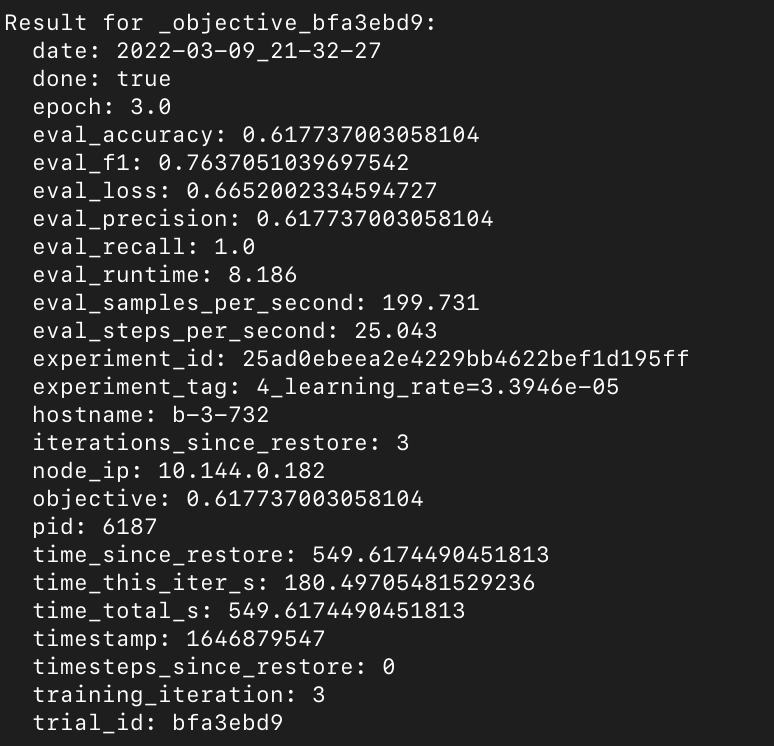 Result for _objective_bfa3ebd9:
date: 2022-03-09_21-32-27
done: true
epoch: 3.0
eval_accuracy: 0.617737003058104
eval_f1: 0.7637051039697542
eval_loss: 0.6652002334594727
eval_precision: 0.617737003058104
eval_recall: 1.0
eval_runtime: 8.186
eval_samples_per_second: 199.731
eval_steps_per_second: 25.043
experiment_id: 25ad0ebeea2e4229bb4622bef1d195ff
experiment_tag: 4_learning_rate=3.3946e-05
hostname: b-3-732
iterations_since_restore: 3
node_ip: 10.144.0.182
objective: 0.617737003058104
pid: 6187
time_since_restore: 549.6174490451813
time_this_iter_s: 180.49705481529236
time_total_s: 549.6174490451813
timestamp: 1646879547
timesteps_since_restore: 0
training_iteration: 3
trial_id: bfa3ebd9